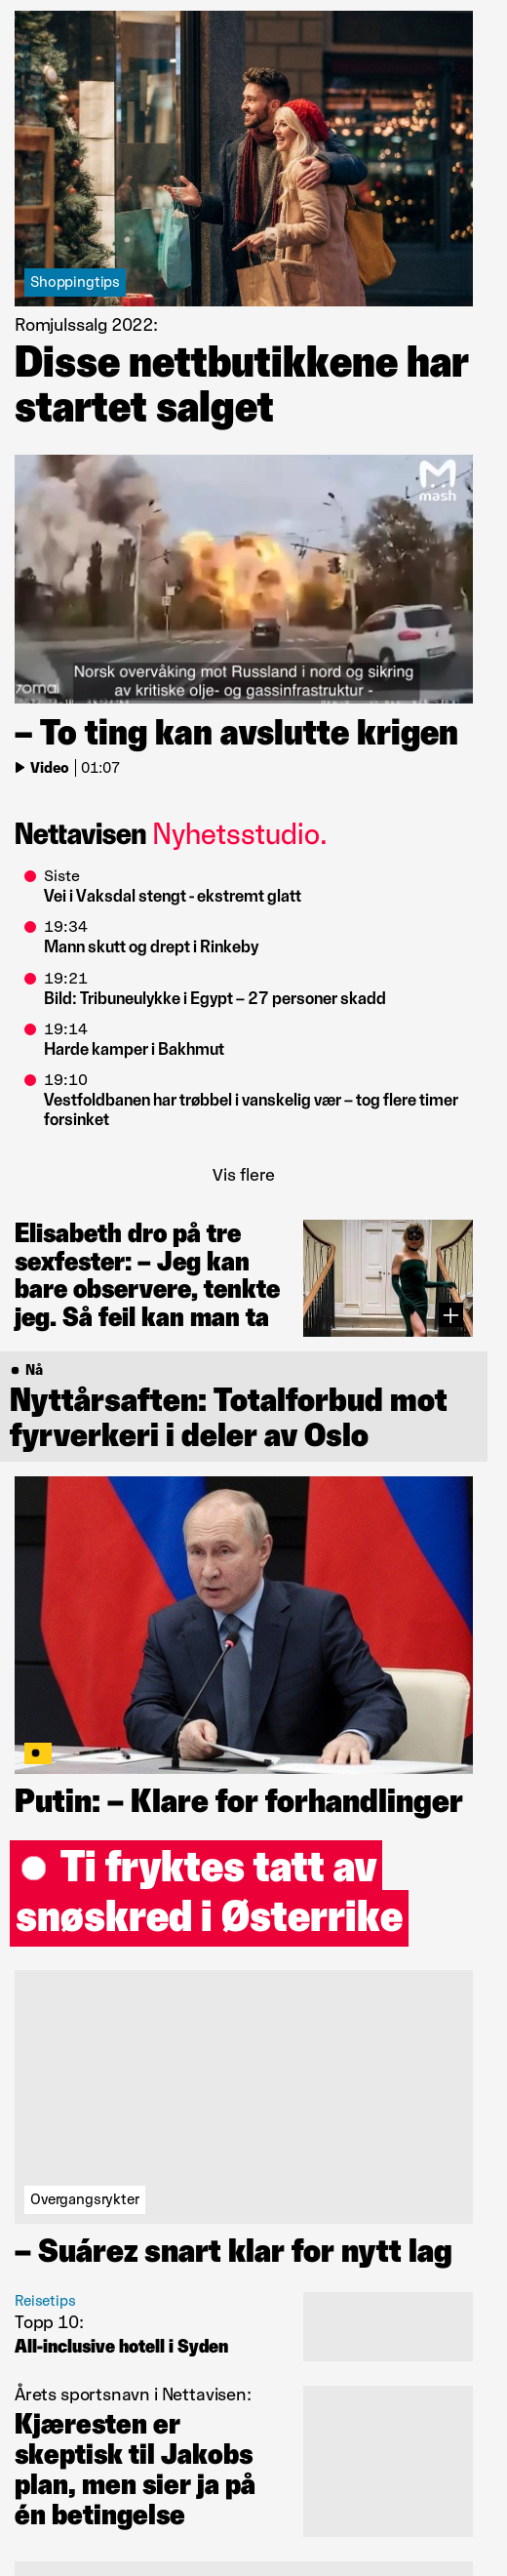 Shoppingtips
Romjulssalg 2022:
Disse nettbutikkene har
startet salget
mash
Norsk overvåking mot Russland i nord og sikring
av kritiske olje- og gassinfrastruktur -
70mai
– To ting kan avslutte krigen
Video | 01:07
Nettavisen Nyhetsstudio.
Siste
Vei i Vaksdal stengt - ekstremt glatt
19:34
Mann skutt og drept i Rinkeby
19:21
Bild: Tribuneulykke i Egypt – 27 personer skadd
19:14
Harde kamper i Bakhmut
19:10
Vestfoldbanen har trøbbel i vanskelig vær – tog flere timer
forsinket
Vis flere
Elisabeth dro på tre
sexfester: – Jeg kan
bare observere, tenkte
jeg. Så feil kan man ta
Nå
Nyttårsaften: Totalforbud mot
fyrverkeri i deler av Oslo
Putin: – Klare for forhandlinger
Ti fryktes tatt av
snøskred i Østerrike
Overgangsrykter
– Suárez snart klar for nytt lag
Reisetips
Topp 10:
All-inclusive hotell i Syden
Årets sportsnavn i Nettavisen:
Kjæresten er
skeptisk til Jakobs
plan, men sier ja på
én betingelse